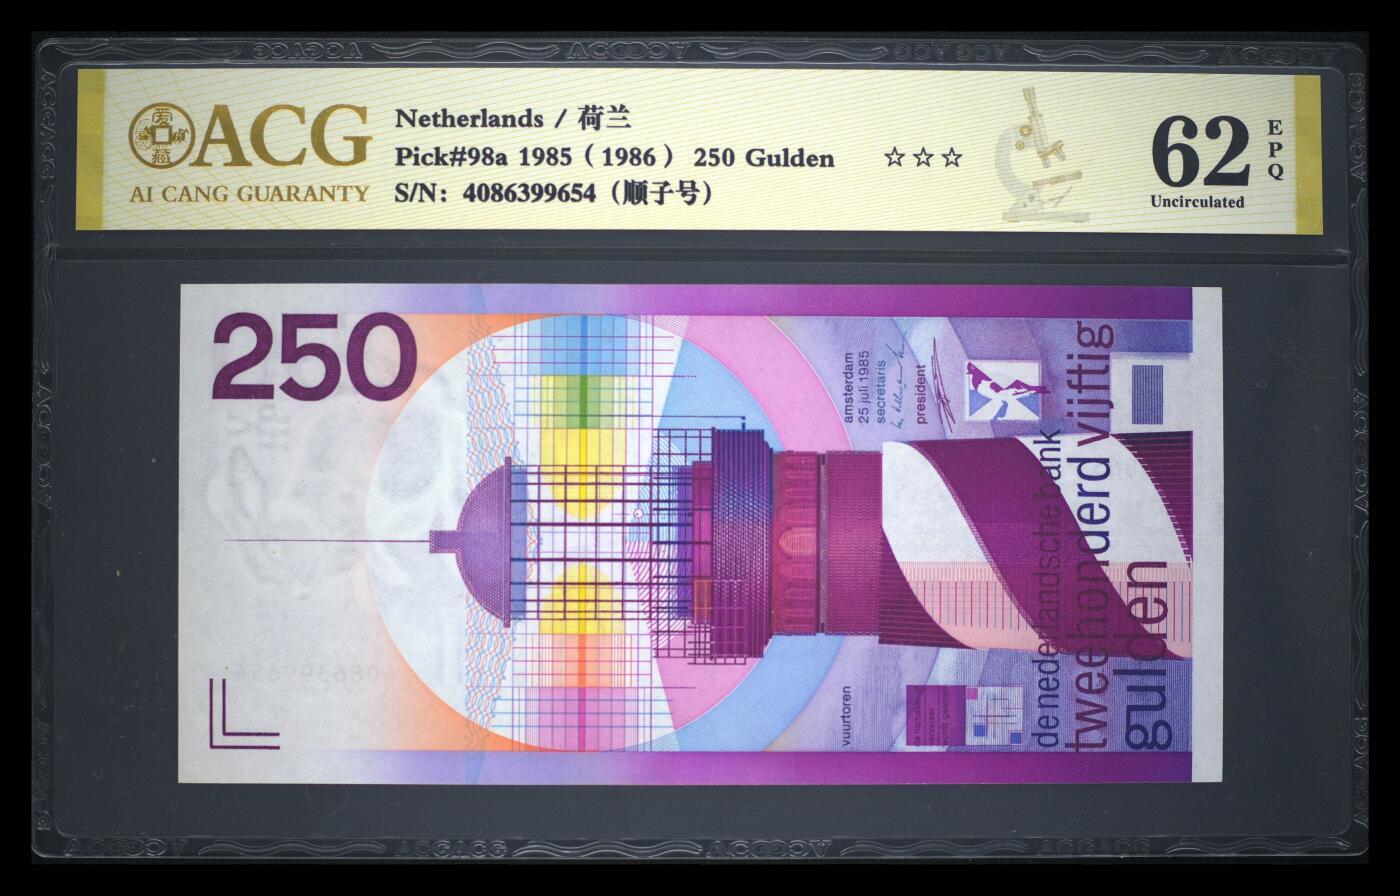 ACG
AI CANG GUARANTY
Netherlands / 荷兰
Pick#98a 1985 ( 1986 ) 250 Gulden ☆☆☆
S/N: 4086399654 (顺子号)
62
EPQ
Uncirculated
250
amsterdam
25 juli 1985
secretaris
president
vuurtoren
de nederlandsche bank
tweehonderd vijftig
gulden